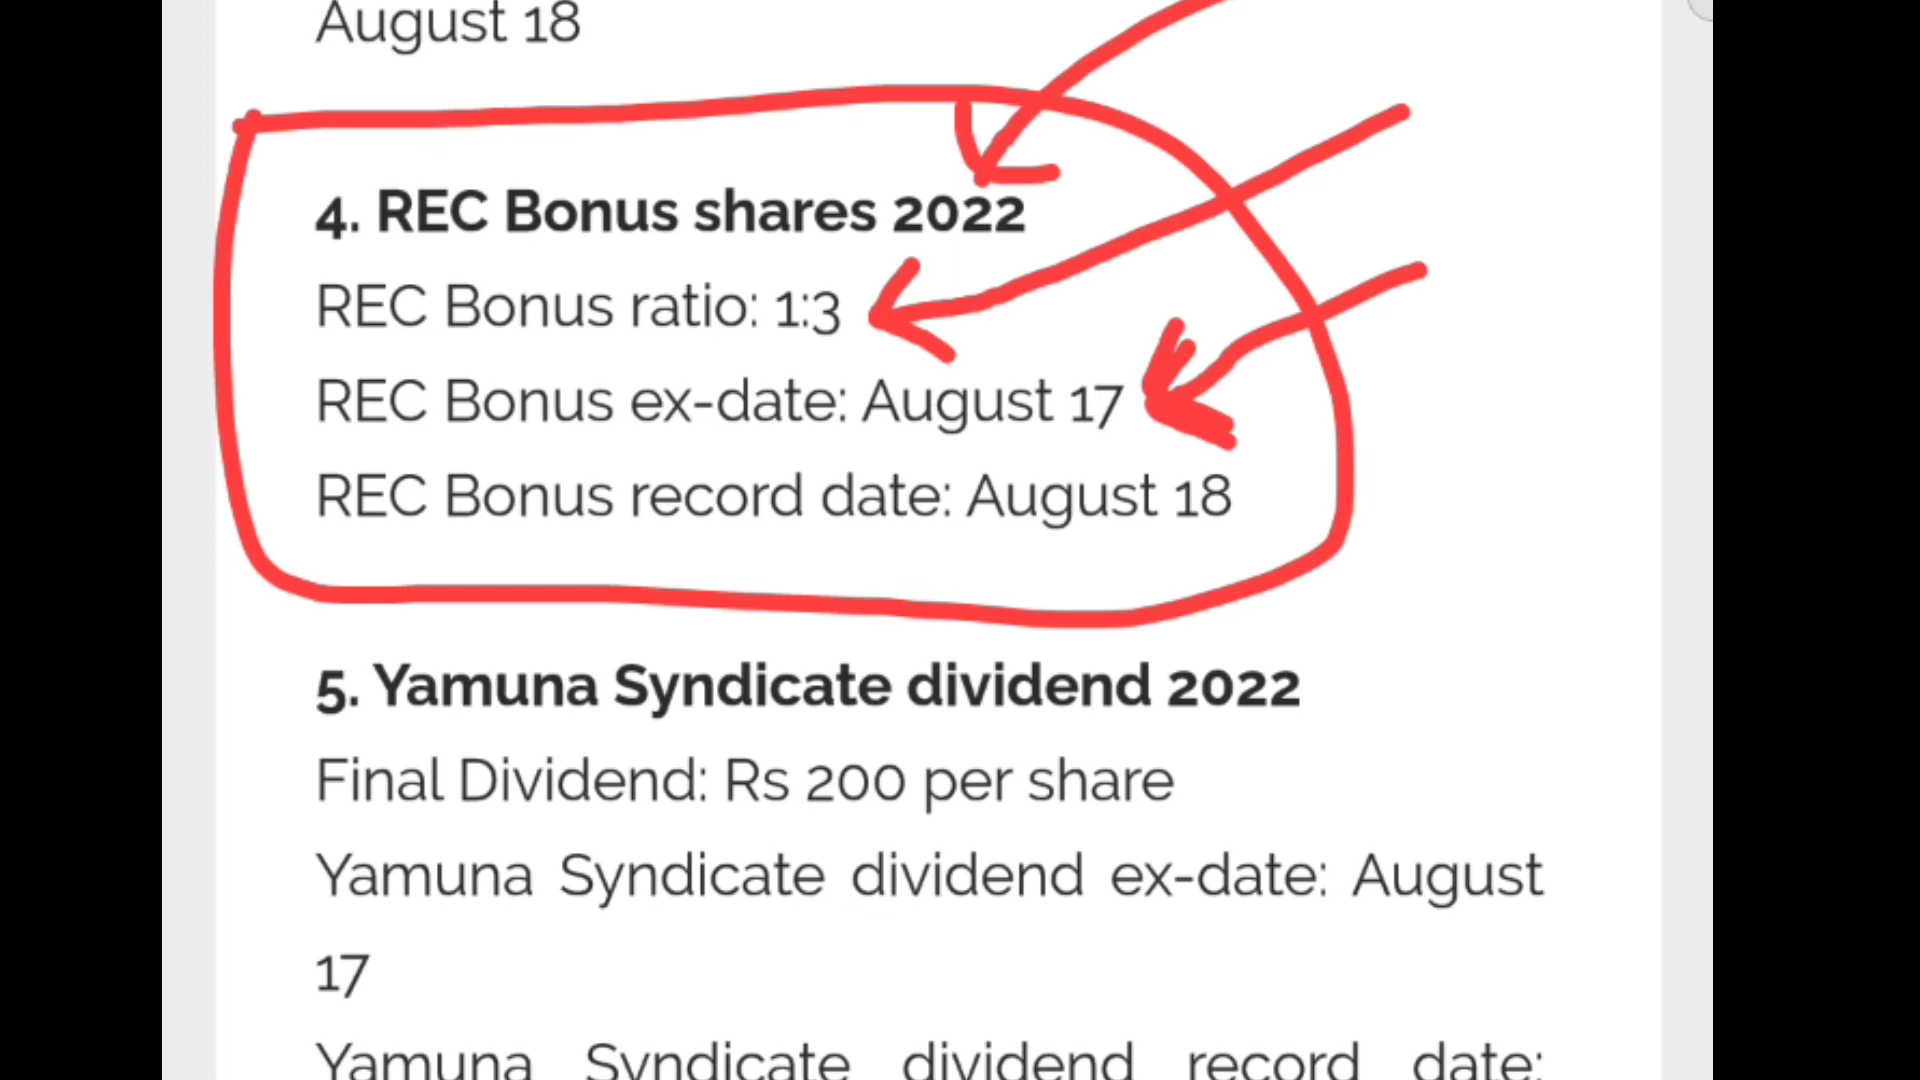 August 18
4. REC Bonus shares 2022
REC Bonus ratio: 1:3
REC Bonus ex-date: August 17
REC Bonus record date: August 18
5. Yamuna Syndicate dividend 2022
Final Dividend: Rs 200 per share
Yamuna Syndicate dividend ex-date: August
17
Yamuna Syndicate dividend record date: